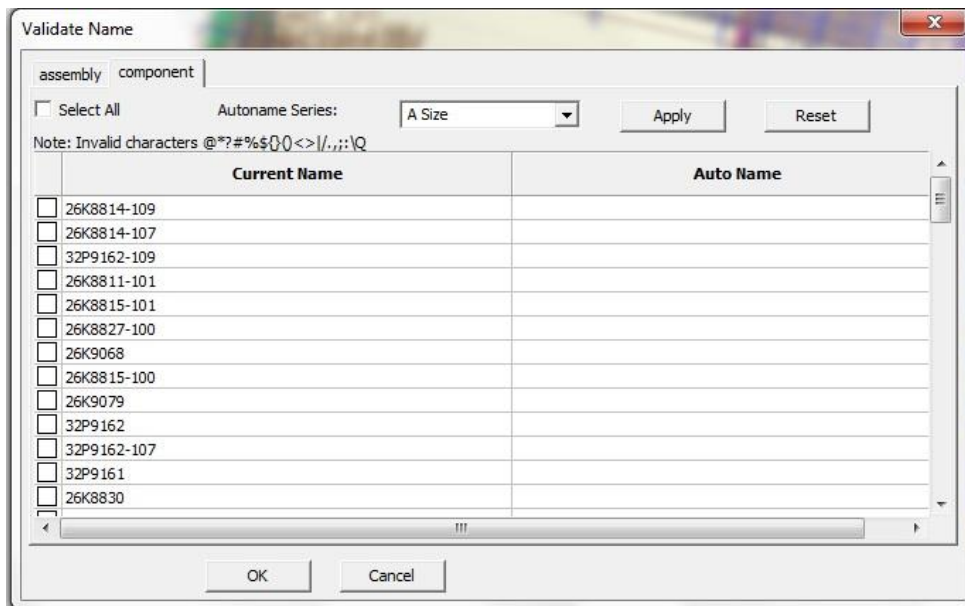 Validate Name
assembly component
Select All Autoname Series: A Size Apply Reset
Note: Invalid characters @*?#%${}()<>|/.,;:\Q
Current Name Auto Name
26K8814-109
26K8814-107
32P9162-109
26K8811-101
26K8815-101
26K8827-100
26K9068
26K8815-100
26K9079
32P9162
32P9162-107
32P9161
26K8830
OK Cancel